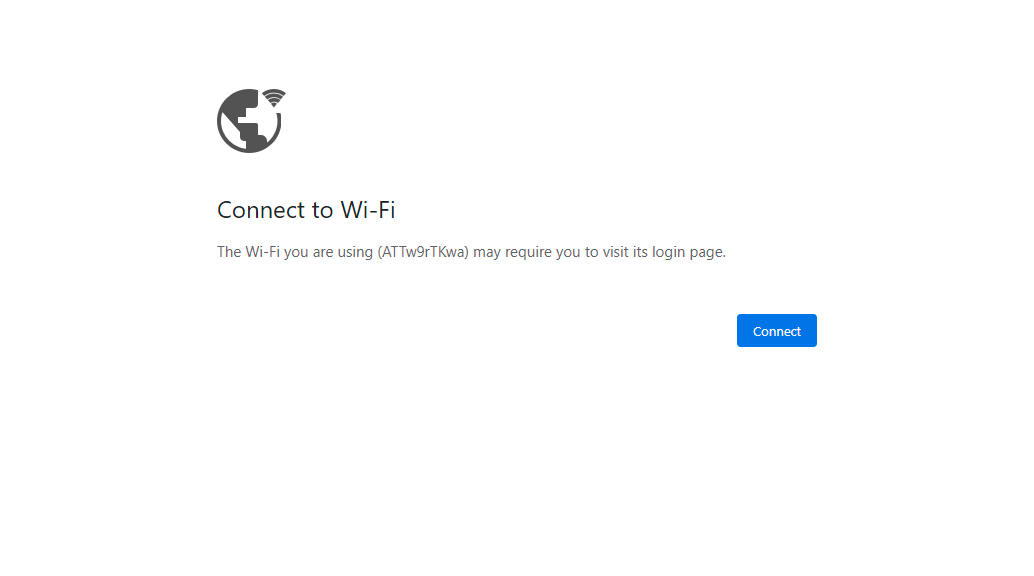 Connect to Wi-Fi
The Wi-Fi you are using (ATTw9rTKwa) may require you to visit its login page.
Connect